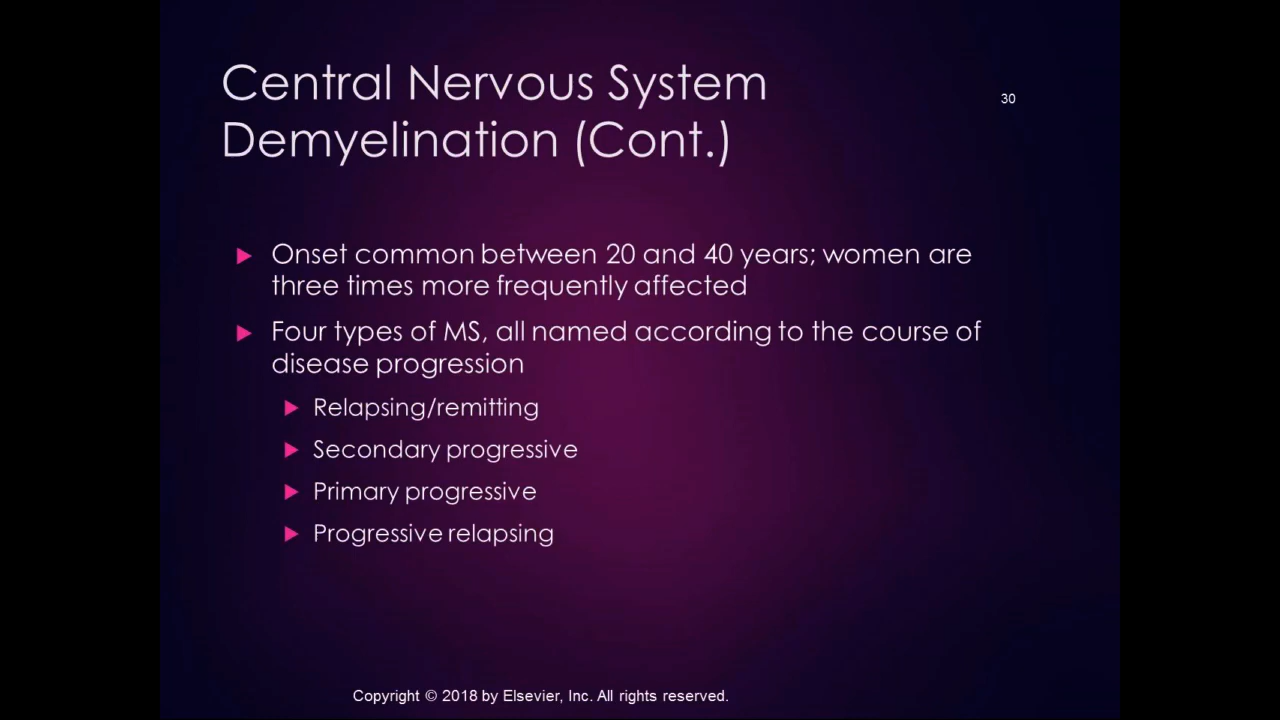 Central Nervous System
Demyelination (Cont.)
30
Onset common between 20 and 40 years; women are
three times more frequently affected
Four types of MS, all named according to the course of
disease progression
Relapsing/remitting
Secondary progressive
Primary progressive
Progressive relapsing
Copyright © 2018 by Elsevier, Inc. All rights reserved.